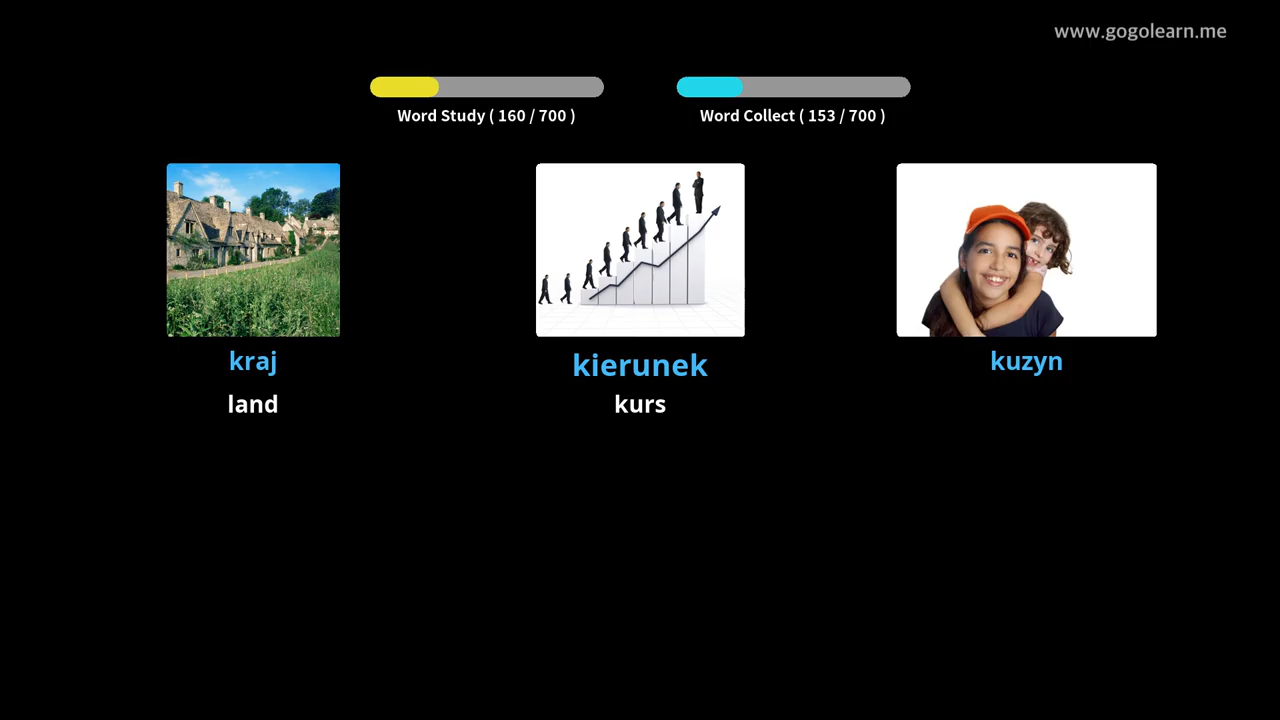 www.gogolearn.me
Word Study ( 160 / 700 )
Word Collect ( 153 / 700 )
kraj
kierunek
kuzyn
land
kurs